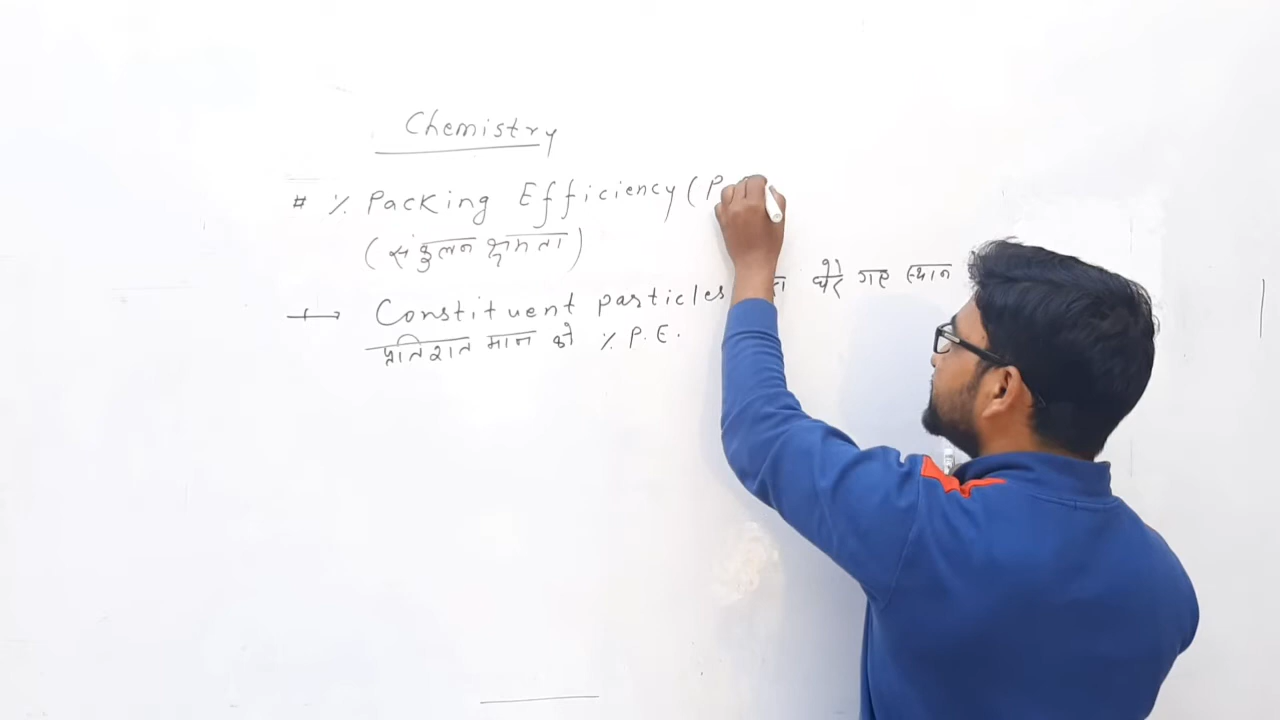 Chemistry
# % Packing Efficiency (P.
(संकुलन क्षमता)
→ Constituent particles घेरे गए स्थान
प्रतिशत मान को % P.E.